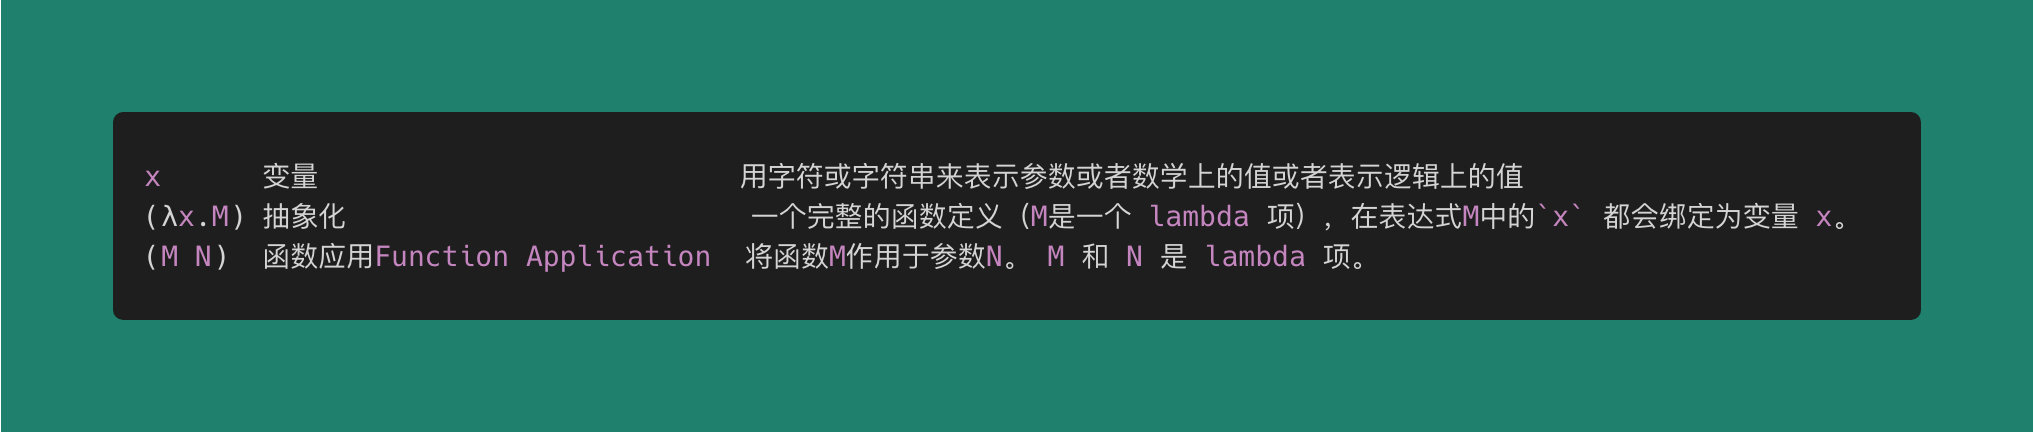 x      变量                         用字符或字符串来表示参数或者数学上的值或者表示逻辑上的值
(λx.M) 抽象化                        一个完整的函数定义（M是一个 lambda 项），在表达式M中的`x` 都会绑定为变量 x。
(M N)  函数应用Function Application  将函数M作用于参数N。 M 和 N 是 lambda 项。